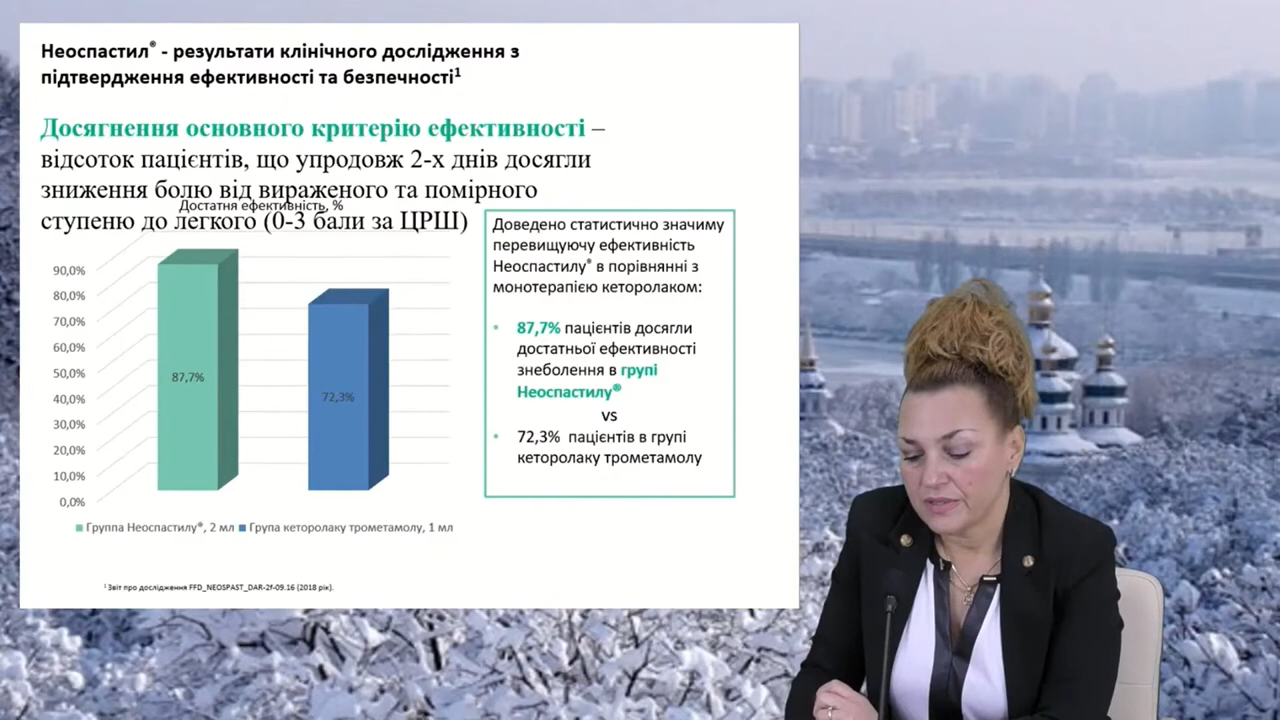 Неоспастил® - результати клінічного дослідження з
підтвердження ефективності та безпечності¹
Досягнення основного критерію ефективності –
відсоток пацієнтів, що упродовж 2-х днів досягли
зниження болю від вираженого та помірного
ступеню до легкого (0-3 бали за ЦРШ)
Достатня ефективність, %
90,0%
80,0%
70,0%
60,0%
50,0%
40,0%
30,0%
20,0%
10,0%
0,0%
87,7%
72,3%
Группа Неоспастилу®, 2 мл
Група кеторолаку трометамолу, 1 мл
Доведено статистично значиму
перевищуючу ефективність
Неоспастилу® в порівнянні з
монотерапією кеторолаком:
• 87,7% пацієнтів досягли
достатньої ефективності
знеболення в групі
Неоспастилу®
vs
• 72,3% пацієнтів в групі
кеторолаку трометамолу
¹ Звіт про дослідження FFD_NEOSPAST_DAR-2f-09.16 (2018 рік).